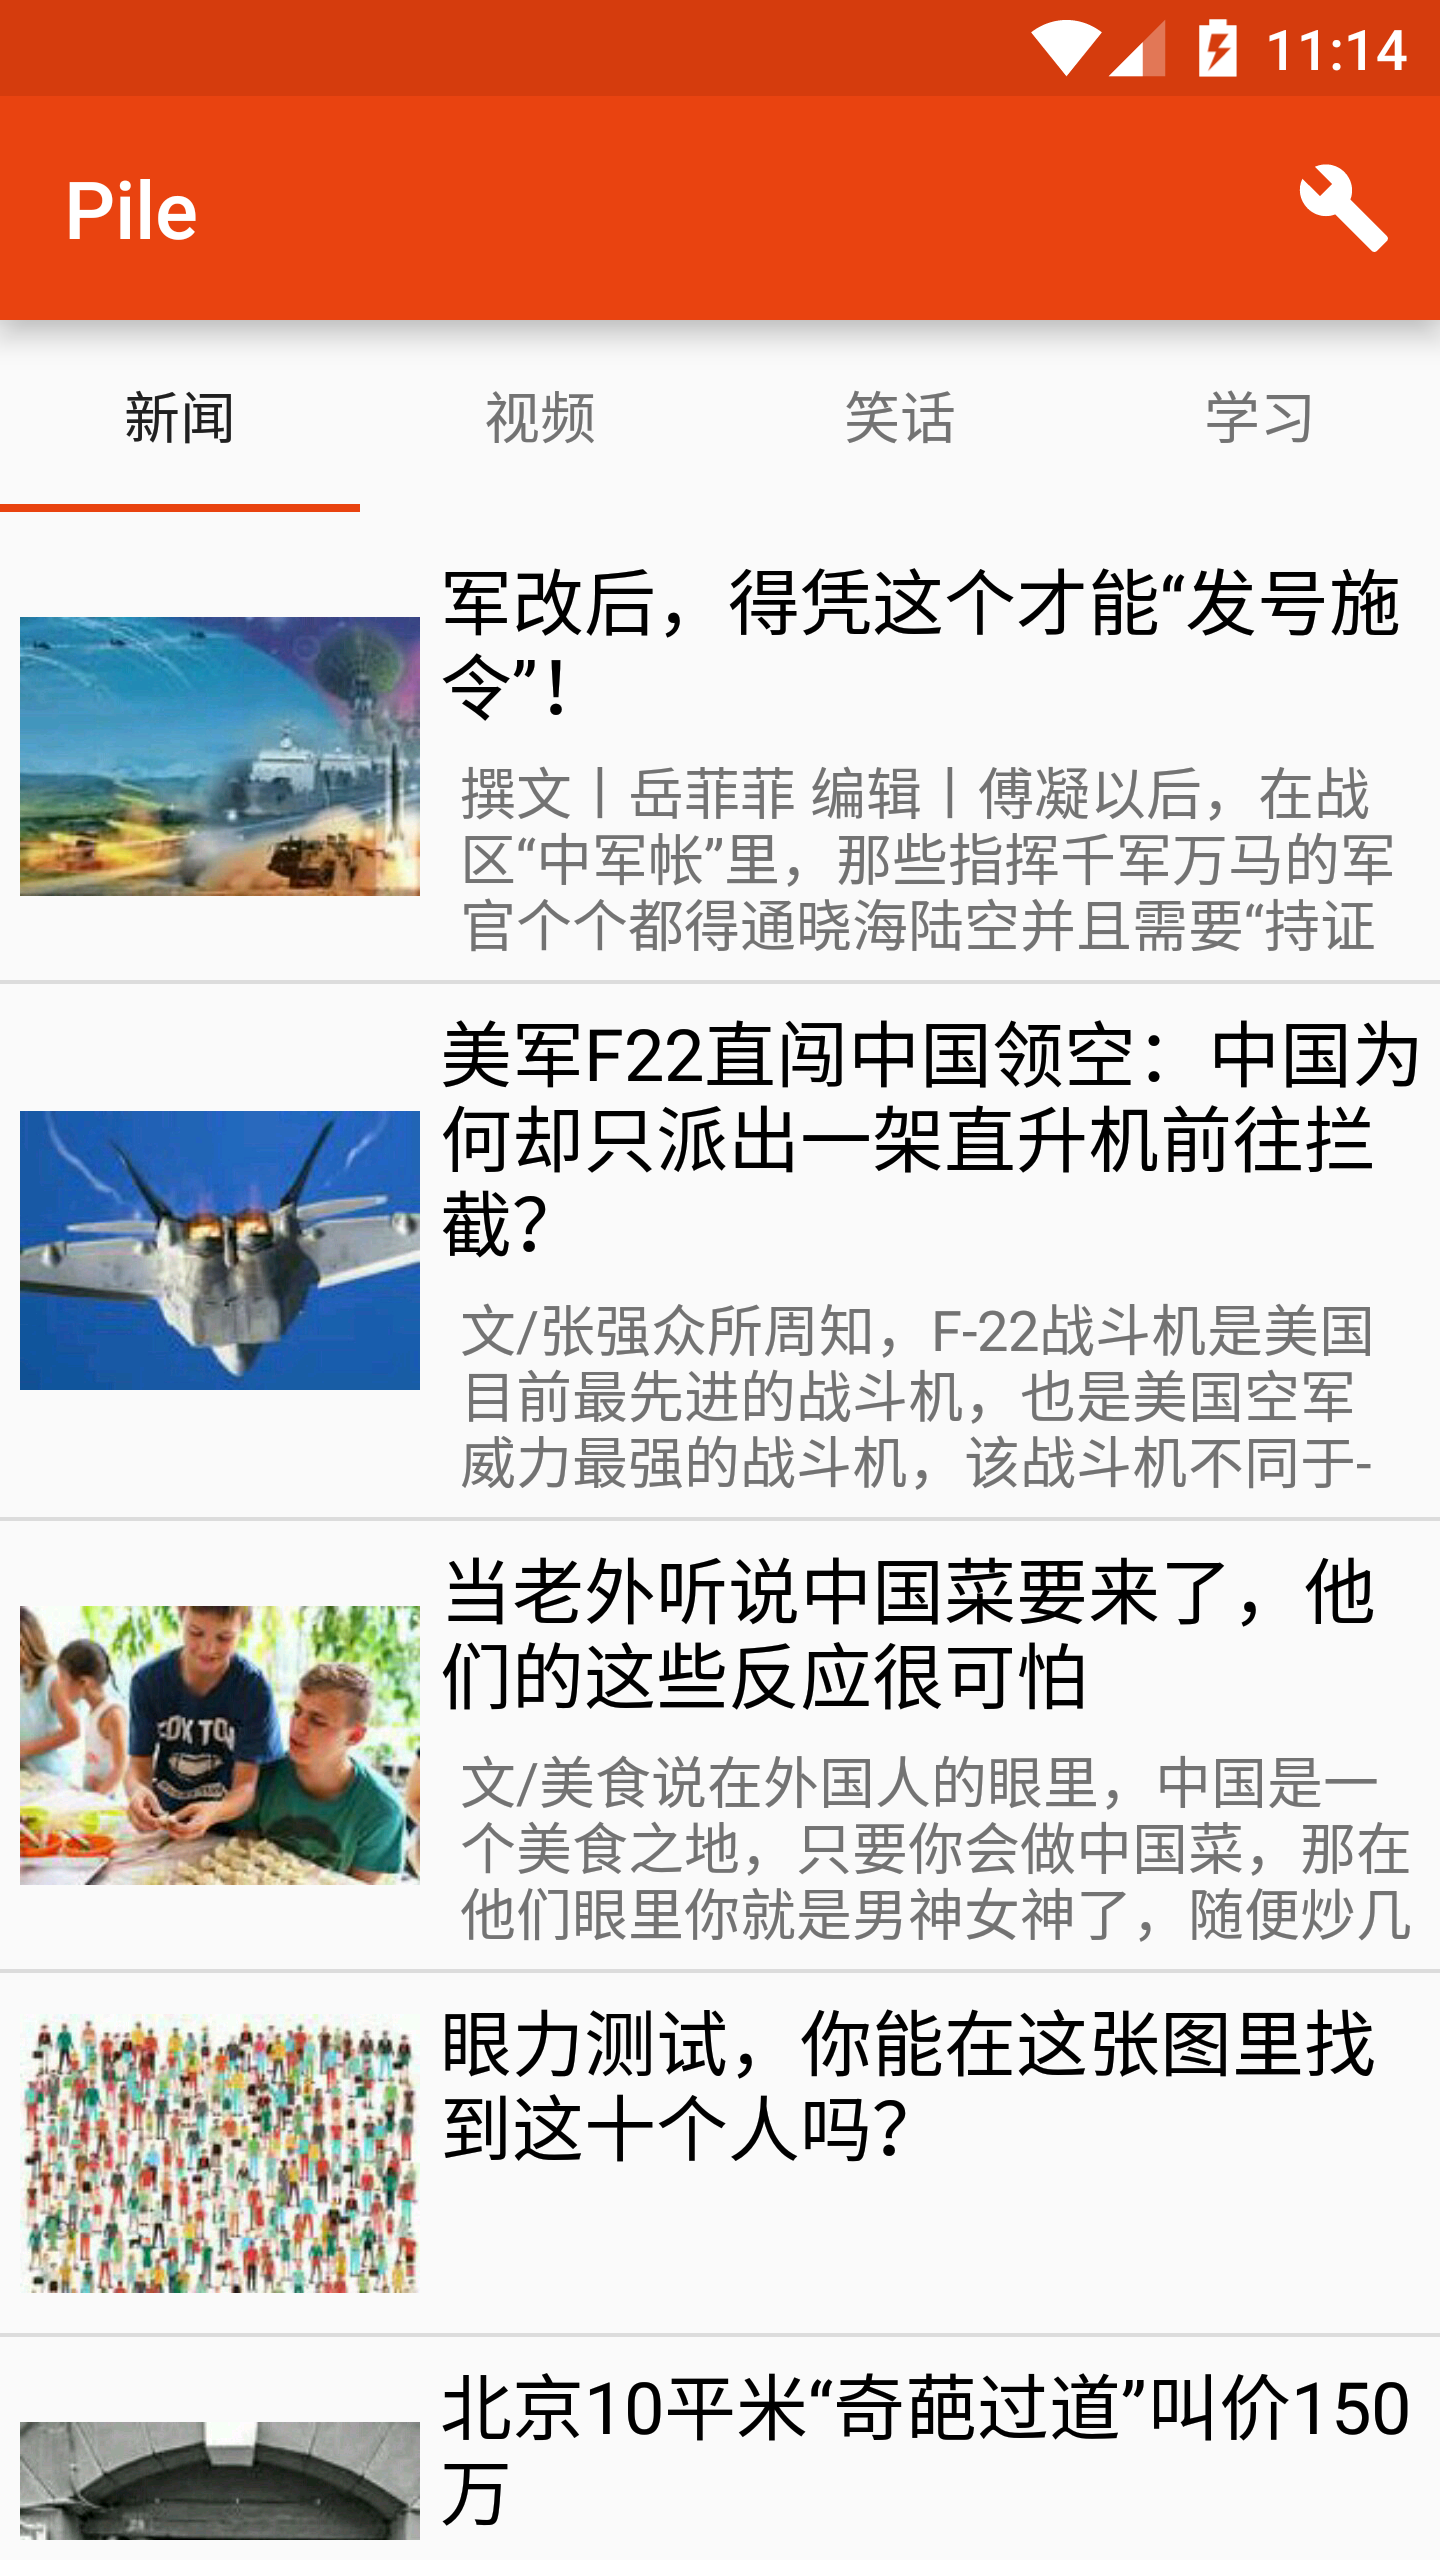 11:14
Pile
新闻
视频
笑话
学习
军改后，得凭这个才能“发号施
令”！
撰文丨岳菲菲 编辑丨傅凝以后，在战
区“中军帐”里，那些指挥千军万马的军
官个个都得通晓海陆空并且需要“持证
美军F22直闯中国领空：中国为
何却只派出一架直升机前往拦
截？
文/张强众所周知，F-22战斗机是美国
目前最先进的战斗机，也是美国空军
威力最强的战斗机，该战斗机不同于-
当老外听说中国菜要来了，他
们的这些反应很可怕
文/美食说在外国人的眼里，中国是一
个美食之地，只要你会做中国菜，那在
他们眼里你就是男神女神了，随便炒几
眼力测试，你能在这张图里找
到这十个人吗？
北京10平米“奇葩过道”叫价150
万